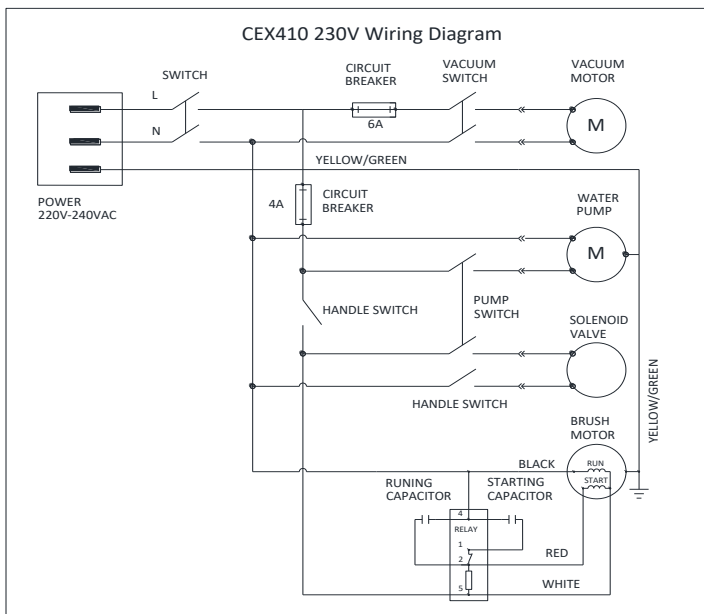 CEX410 230V Wiring Diagram
SWITCH
CIRCUIT
BREAKER
VACUUM
SWITCH
VACUUM
MOTOR
L
6A
M
N
YELLOW/GREEN
POWER
220V-240VAC
4A
CIRCUIT
BREAKER
WATER
PUMP
M
HANDLE SWITCH
PUMP
SWITCH
SOLENOID
VALVE
HANDLE SWITCH
YELLOW/GREEN
BRUSH
MOTOR
BLACK
RUN
START
RUNING
CAPACITOR
STARTING
CAPACITOR
4
RELAY
1
2
RED
5
WHITE